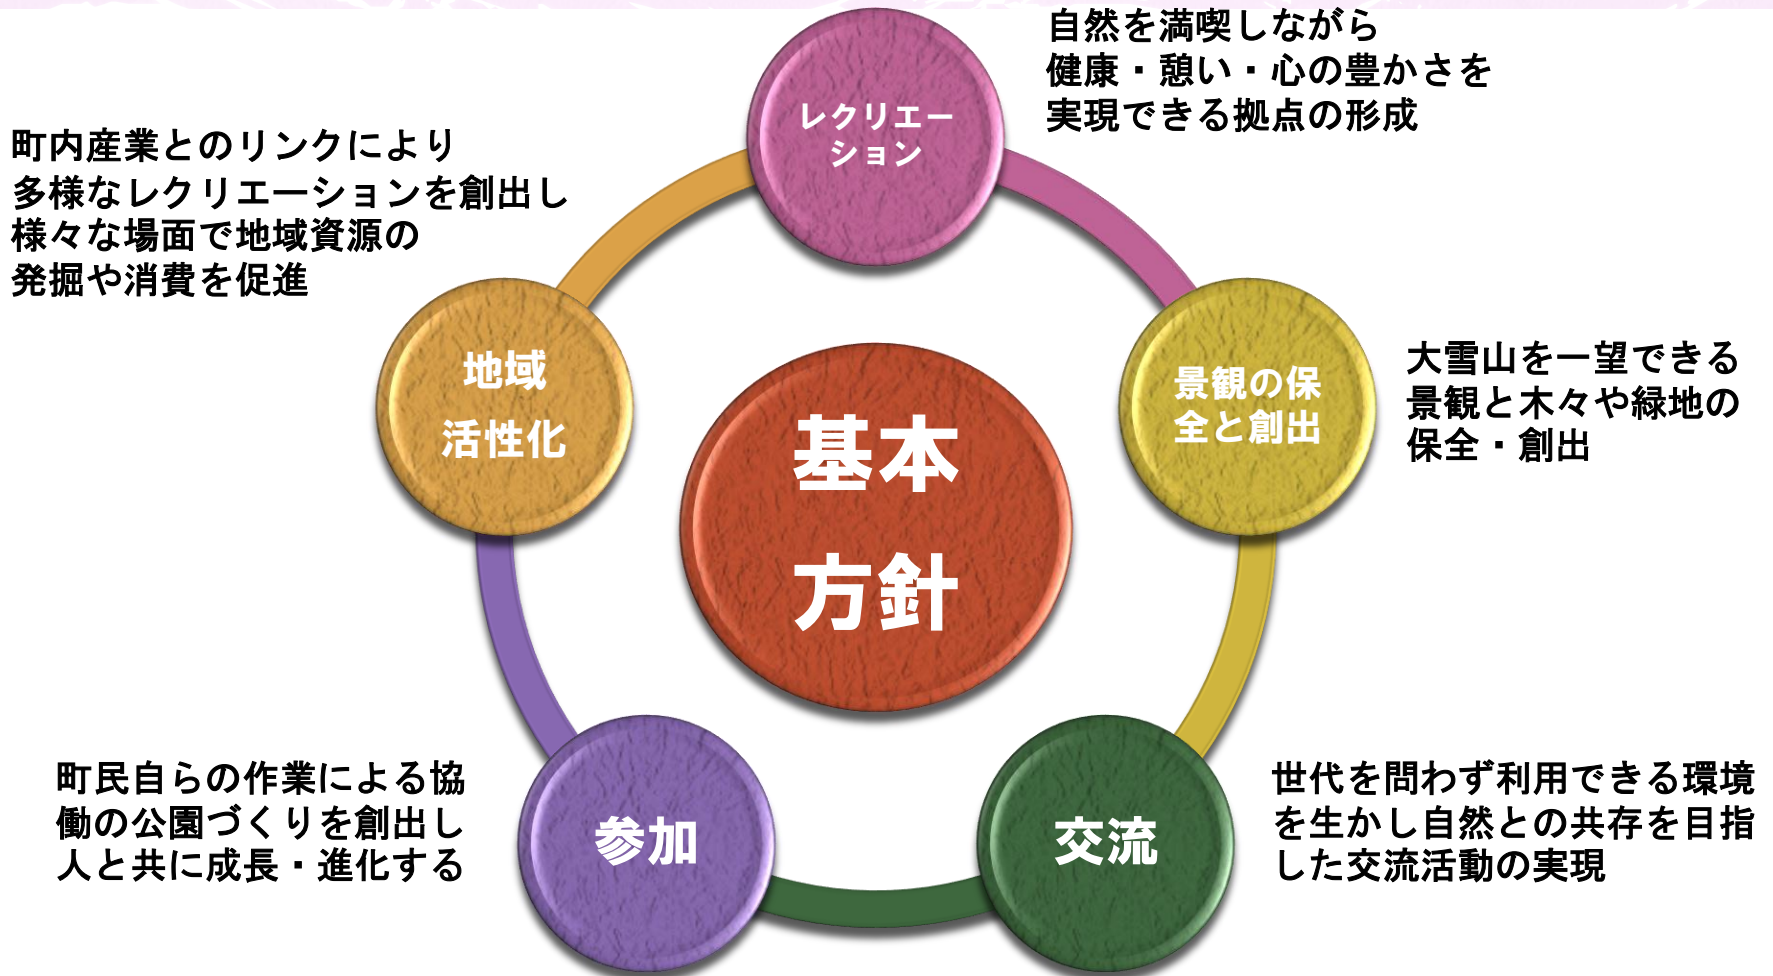 自然を満喫しながら
健康・憩い・心の豊かさを
実現できる拠点の形成
レクリエー
ション
町内産業とのリンクにより
多様なレクリエーションを創出し
様々な場面で地域資源の
発掘や消費を促進
地域
活性化
景観の保
全と創出
大雪山を一望できる
景観と木々や緑地の
保全・創出
基本
方針
町民自らの作業による協
働の公園づくりを創出し
人と共に成長・進化する
参加
交流
世代を問わず利用できる環境
を生かし自然との共存を目指
した交流活動の実現